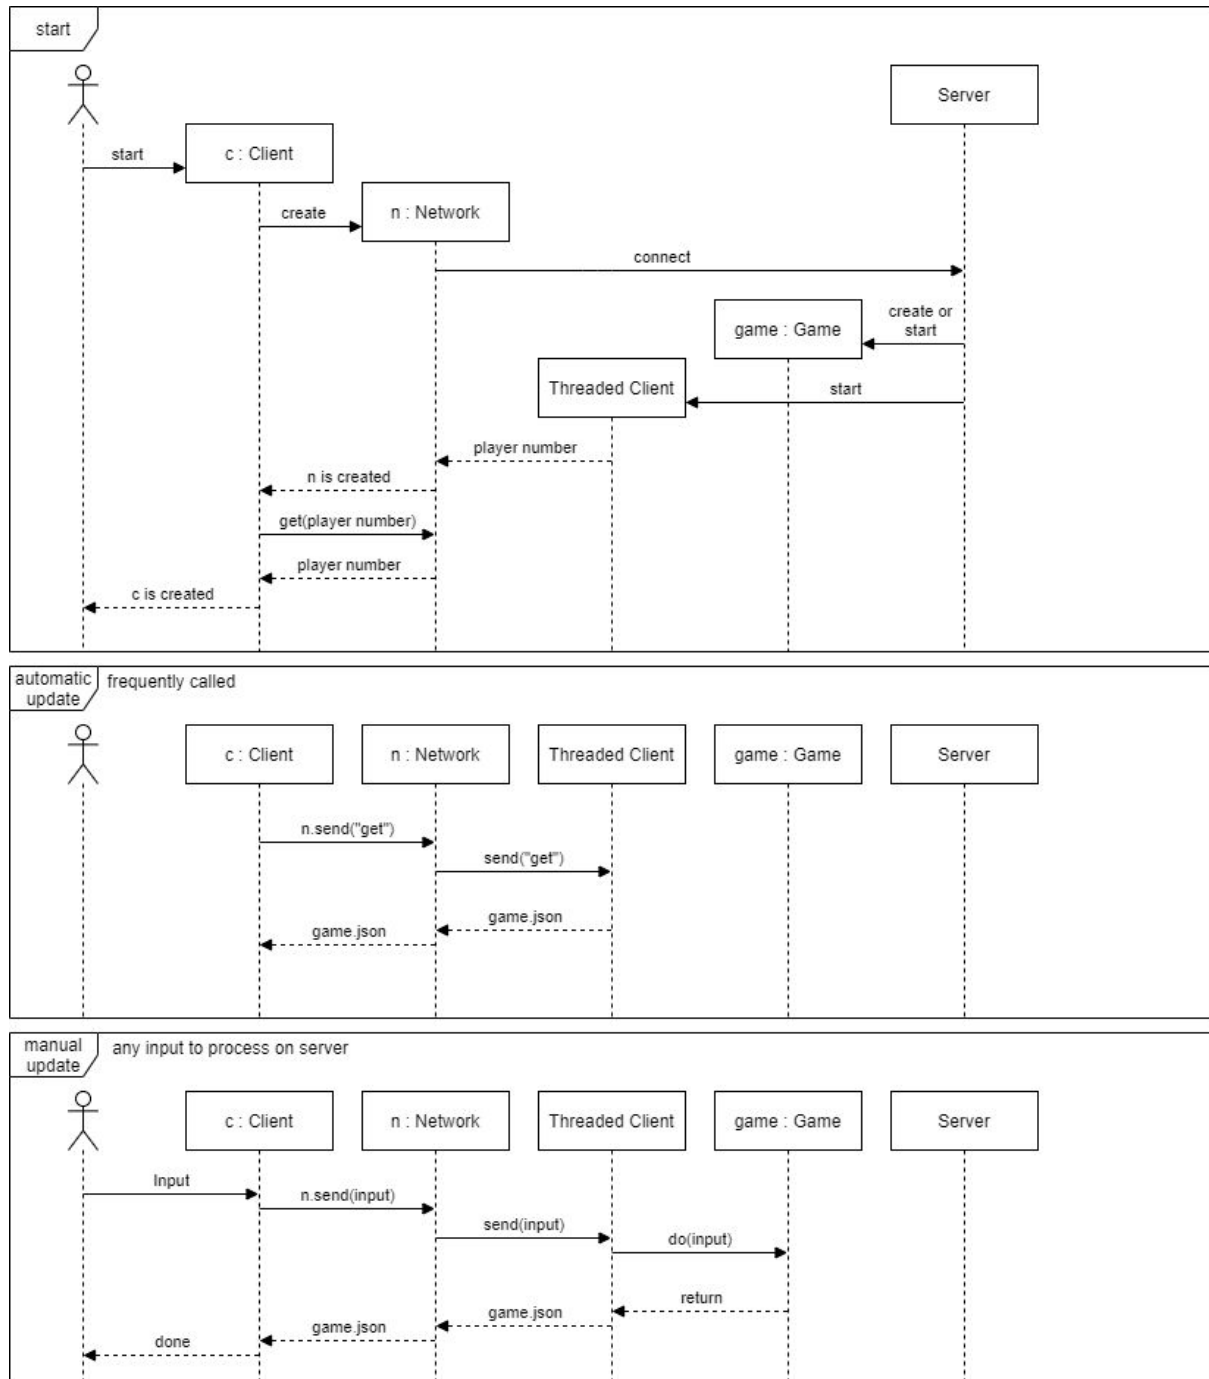 start
Server
start
c : Client
create
n : Network
connect
create or
start
game : Game
Threaded Client
start
player number
n is created
get(player number)
player number
c is created
automatic
update
frequently called
c : Client
n : Network
Threaded Client
game : Game
Server
n.send("get")
send("get")
game.json
game.json
manual
update
any input to process on server
c : Client
n : Network
Threaded Client
game : Game
Server
Input
n.send(input)
send(input)
do(input)
return
game.json
game.json
done